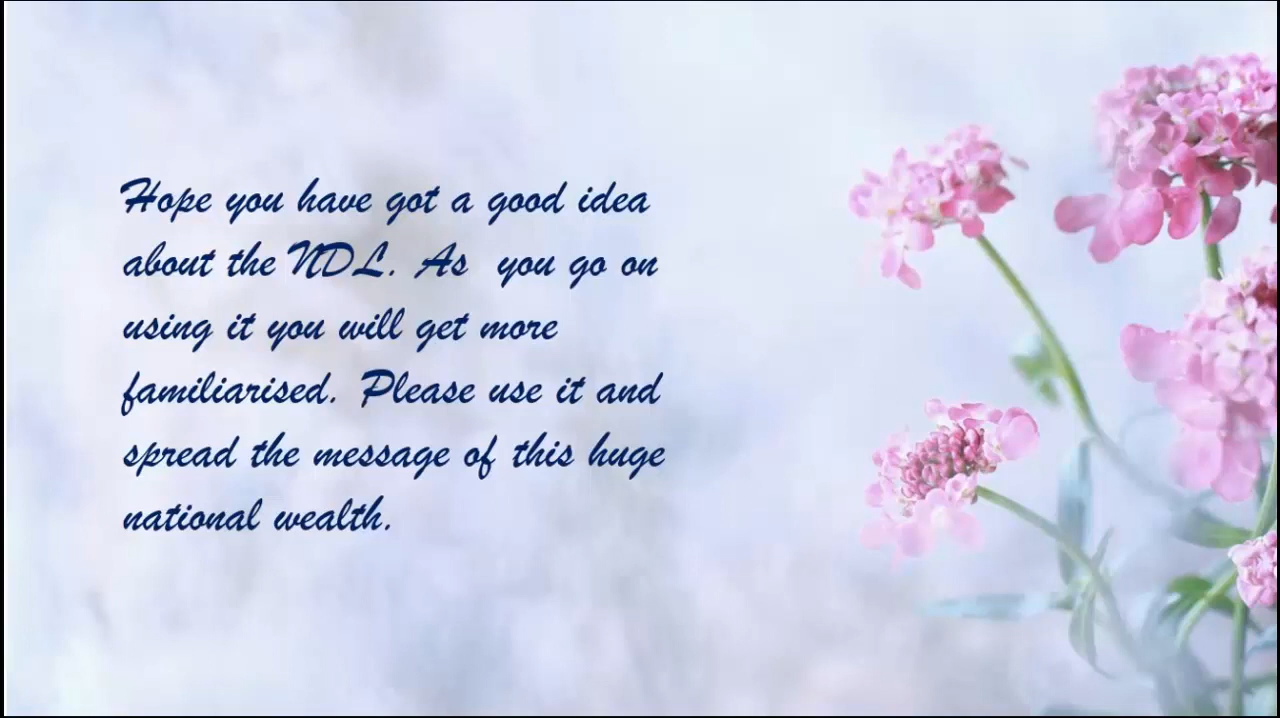 Hope you have got a good idea
about the NDL. As you go on
using it you will get more
familiarised. Please use it and
spread the message of this huge
national wealth.